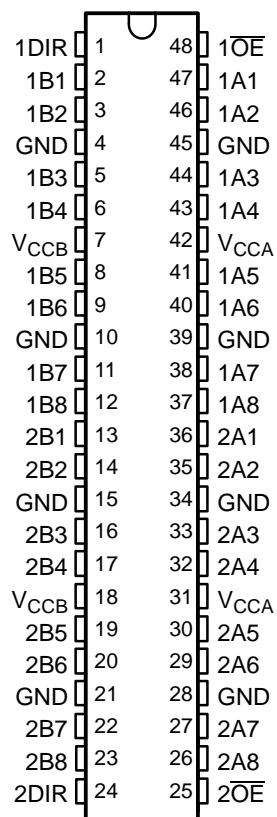 1DIR 1 48 1O̅E̅
1B1 2 47 1A1
1B2 3 46 1A2
GND 4 45 GND
1B3 5 44 1A3
1B4 6 43 1A4
VCCB 7 42 VCCA
1B5 8 41 1A5
1B6 9 40 1A6
GND 10 39 GND
1B7 11 38 1A7
1B8 12 37 1A8
2B1 13 36 2A1
2B2 14 35 2A2
GND 15 34 GND
2B3 16 33 2A3
2B4 17 32 2A4
VCCB 18 31 VCCA
2B5 19 30 2A5
2B6 20 29 2A6
GND 21 28 GND
2B7 22 27 2A7
2B8 23 26 2A8
2DIR 24 25 2O̅E̅